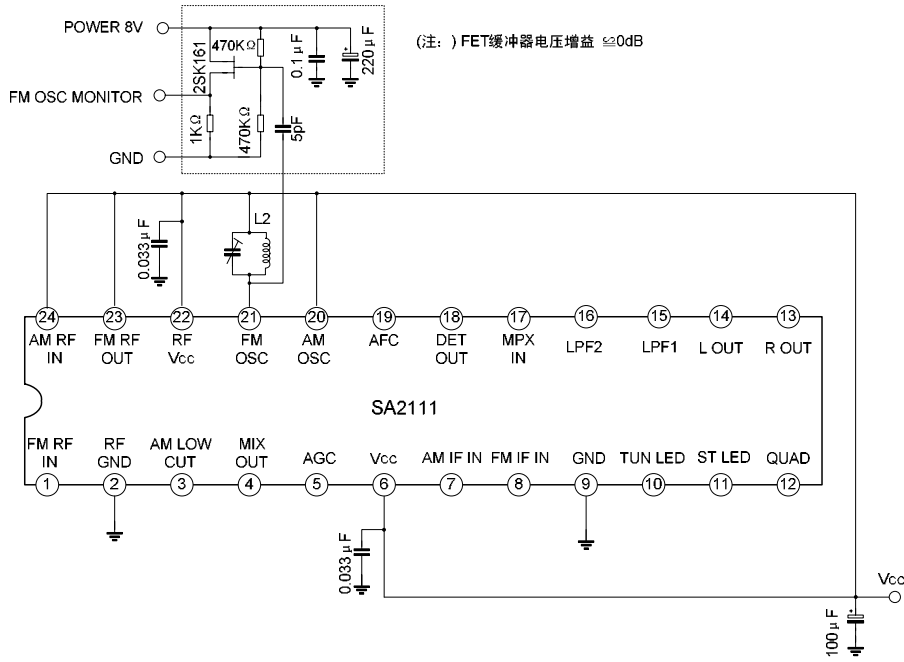 POWER 8V
470KΩ
2SK161
0.1μF
220μF
+
(注：) FET缓冲器电压增益 ≦0dB
FM OSC MONITOR
1KΩ
470KΩ
5pF
GND
0.033μF
L2
24 23 22 21 20 19 18 17 16 15 14 13
AM RF IN
FM RF OUT
RF Vcc
FM OSC
AM OSC
AFC
DET OUT
MPX IN
LPF2
LPF1
L OUT
R OUT
SA2111
FM RF IN
RF GND
AM LOW CUT
MIX OUT
AGC
Vcc
AM IF IN
FM IF IN
GND
TUN LED
ST LED
QUAD
1 2 3 4 5 6 7 8 9 10 11 12
0.033μF
Vcc
+
100μF